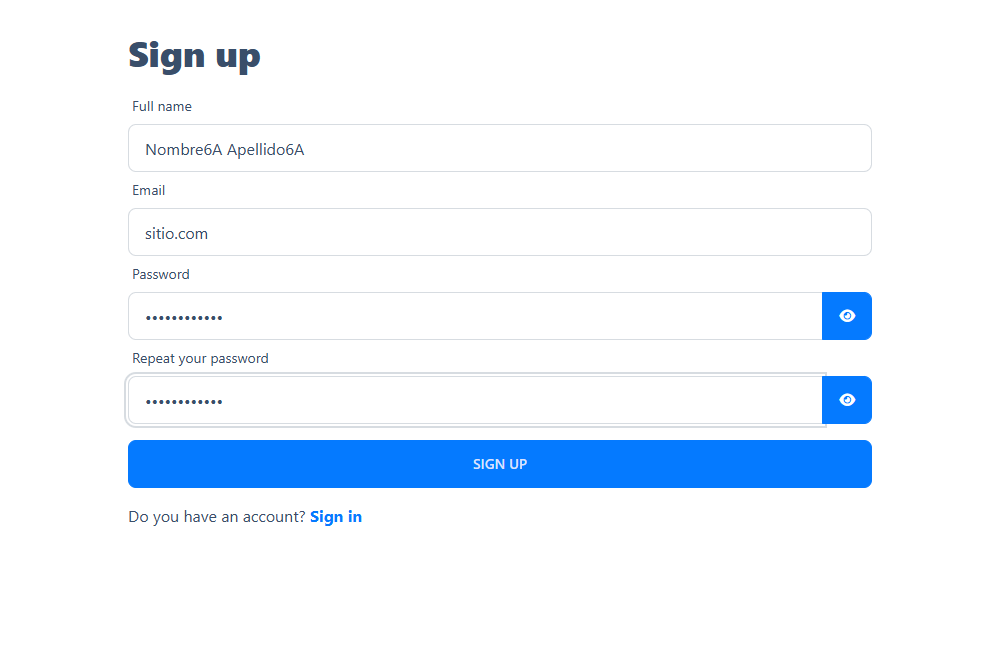 Sign up
Full name
Nombre6A Apellido6A
Email
sitio.com
Password
••••••••••••
Repeat your password
••••••••••••
SIGN UP
Do you have an account? Sign in